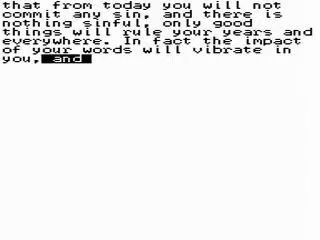 that from today you will not
commit any sin, and there is
nothing sinful, only good
things will rule your years and
everywhere. In fact the impact
of your words will vibrate in
you, and